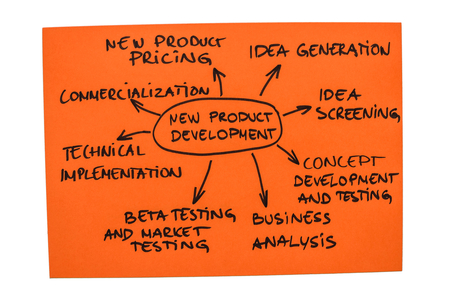 NEW PRODUCT
PRICING
IDEA GENERATION
COMMERCIALIZATION
IDEA
SCREENING
NEW PRODUCT
DEVELOPMENT
TECHNICAL
IMPLEMENTATION
CONCEPT
DEVELOPMENT
AND TESTING
BETA TESTING
AND MARKET
TESTING
BUSINESS
ANALYSIS